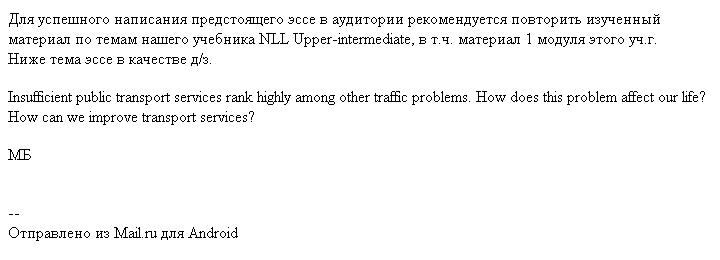 Для успешного написания предстоящего эссе в аудитории рекомендуется повторить изученный
материал по темам нашего учебника NLL Upper-intermediate, в т.ч. материал 1 модуля этого уч.г.
Ниже тема эссе в качестве д/з.
Insufficient public transport services rank highly among other traffic problems. How does this problem affect our life?
How can we improve transport services?
МБ
--
Отправлено из Mail.ru для Android